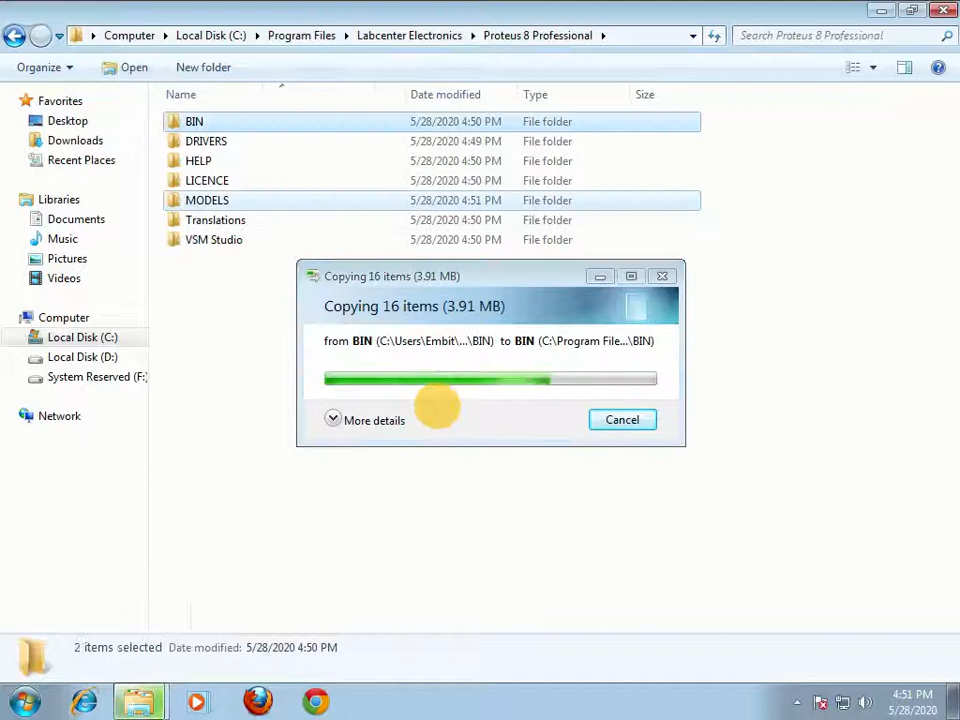 Computer Local Disk (C:) Program Files Labcenter Electronics Proteus 8 Professional Search Proteus 8 Professional
Organize Open New folder
Name Date modified Type Size
Favorites
Desktop
Downloads
Recent Places
Libraries
Documents
Music
Pictures
Videos
Computer
Local Disk (C:)
Local Disk (D:)
System Reserved (F:)
Network
BIN 5/28/2020 4:50 PM File folder
DRIVERS 5/28/2020 4:49 PM File folder
HELP 5/28/2020 4:50 PM File folder
LICENCE 5/28/2020 4:50 PM File folder
MODELS 5/28/2020 4:51 PM File folder
Translations 5/28/2020 4:50 PM File folder
VSM Studio 5/28/2020 4:50 PM File folder
Copying 16 items (3.91 MB)
Copying 16 items (3.91 MB)
from BIN (C:\Users\Embit\...\BIN) to BIN (C:\Program File...\BIN)
More details Cancel
2 items selected Date modified: 5/28/2020 4:50 PM
4:51 PM
5/28/2020